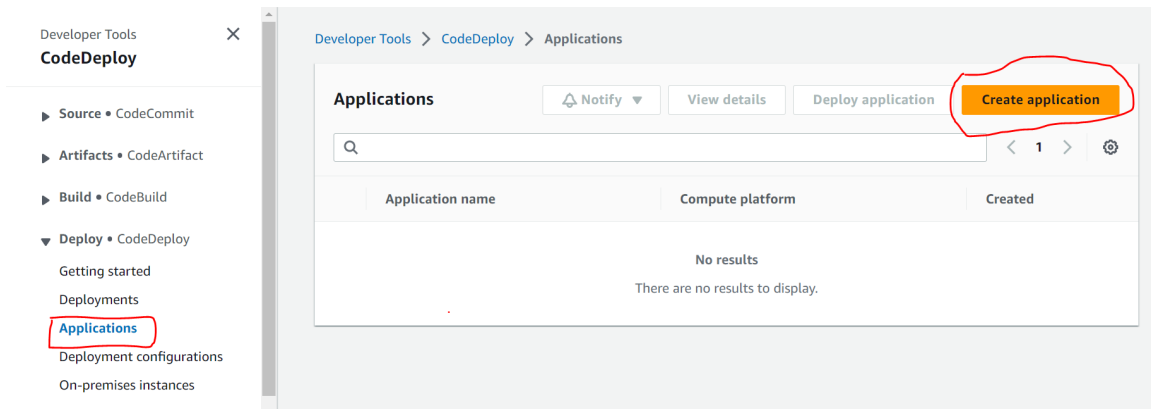 Developer Tools
CodeDeploy
Source • CodeCommit
Artifacts • CodeArtifact
Build • CodeBuild
Deploy • CodeDeploy
Getting started
Deployments
Applications
Deployment configurations
On-premises instances
Developer Tools > CodeDeploy > Applications
Applications Notify View details Deploy application Create application
1
Application name Compute platform Created
No results
There are no results to display.